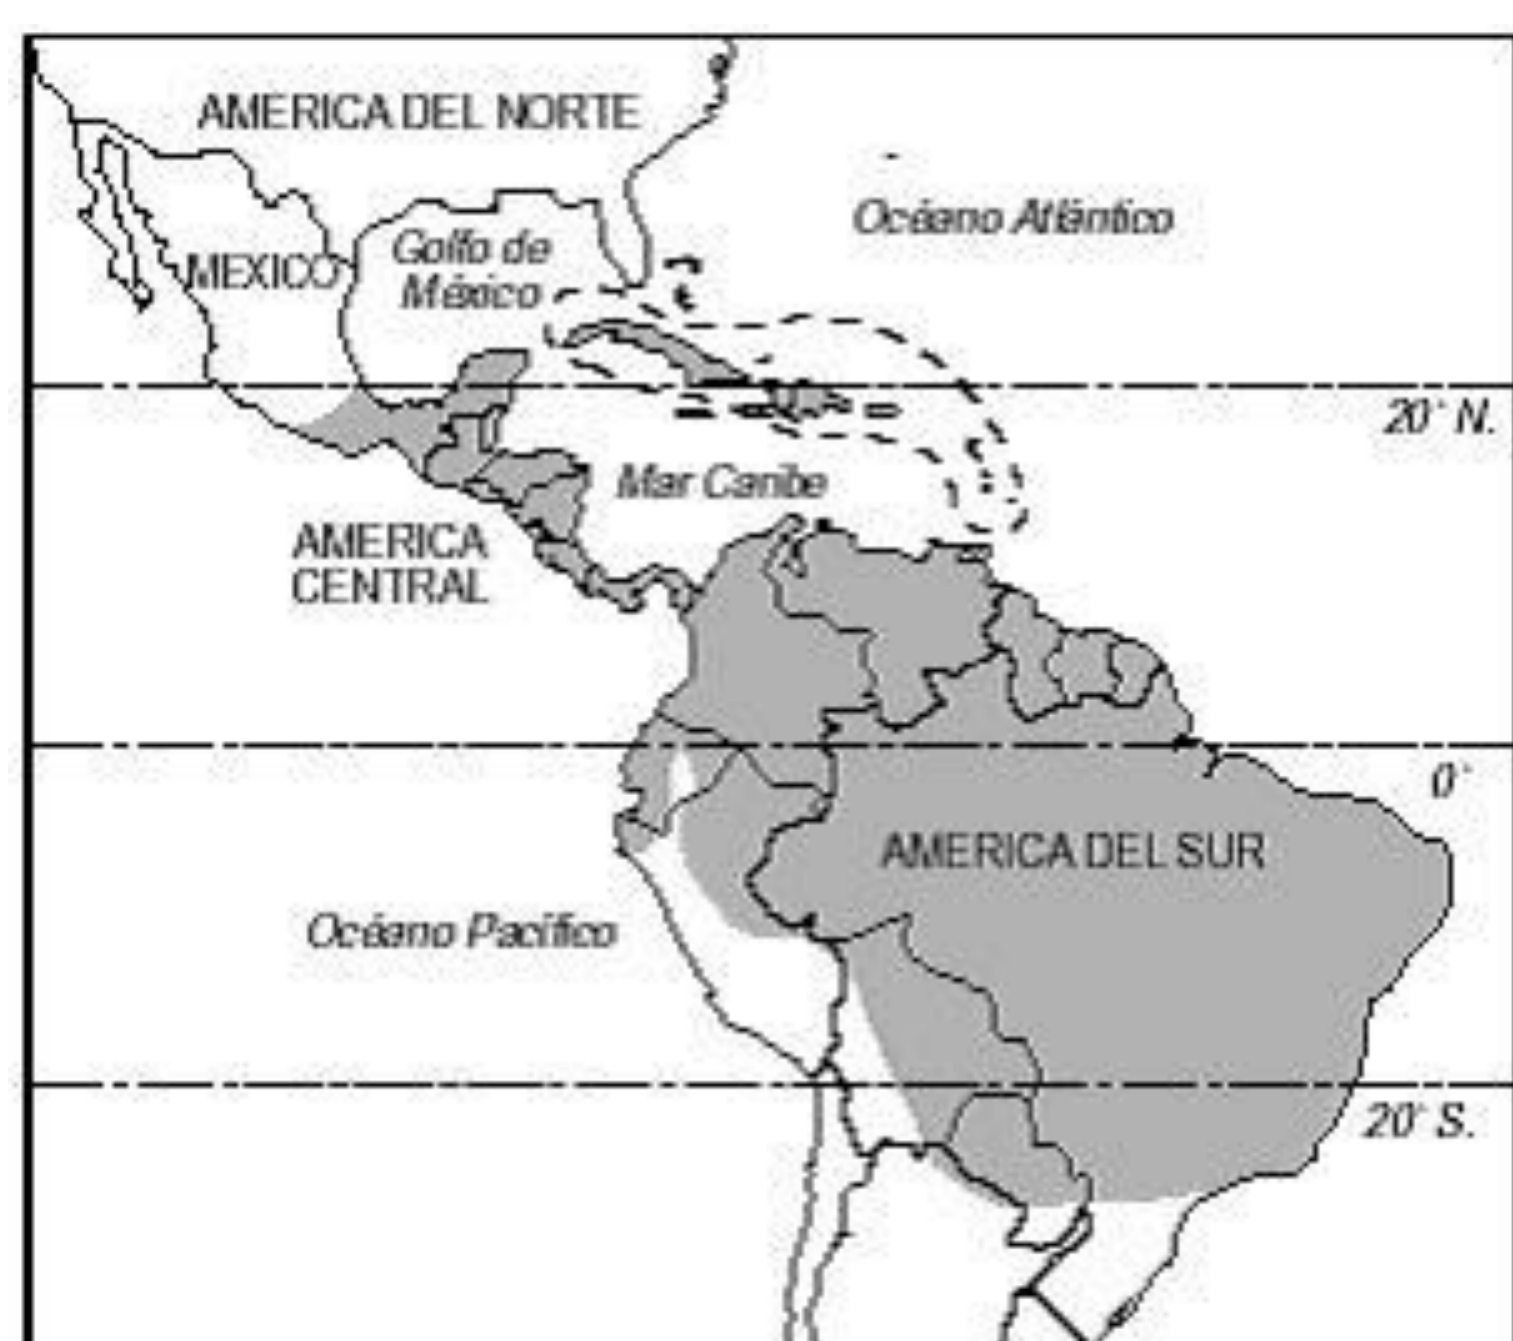 AMERICA DEL NORTE
Océano Atlántico
MEXICO
Golfo de
México
20° N.
Mar Caribe
AMERICA
CENTRAL
0°
AMERICA DEL SUR
Océano Pacífico
20° S.